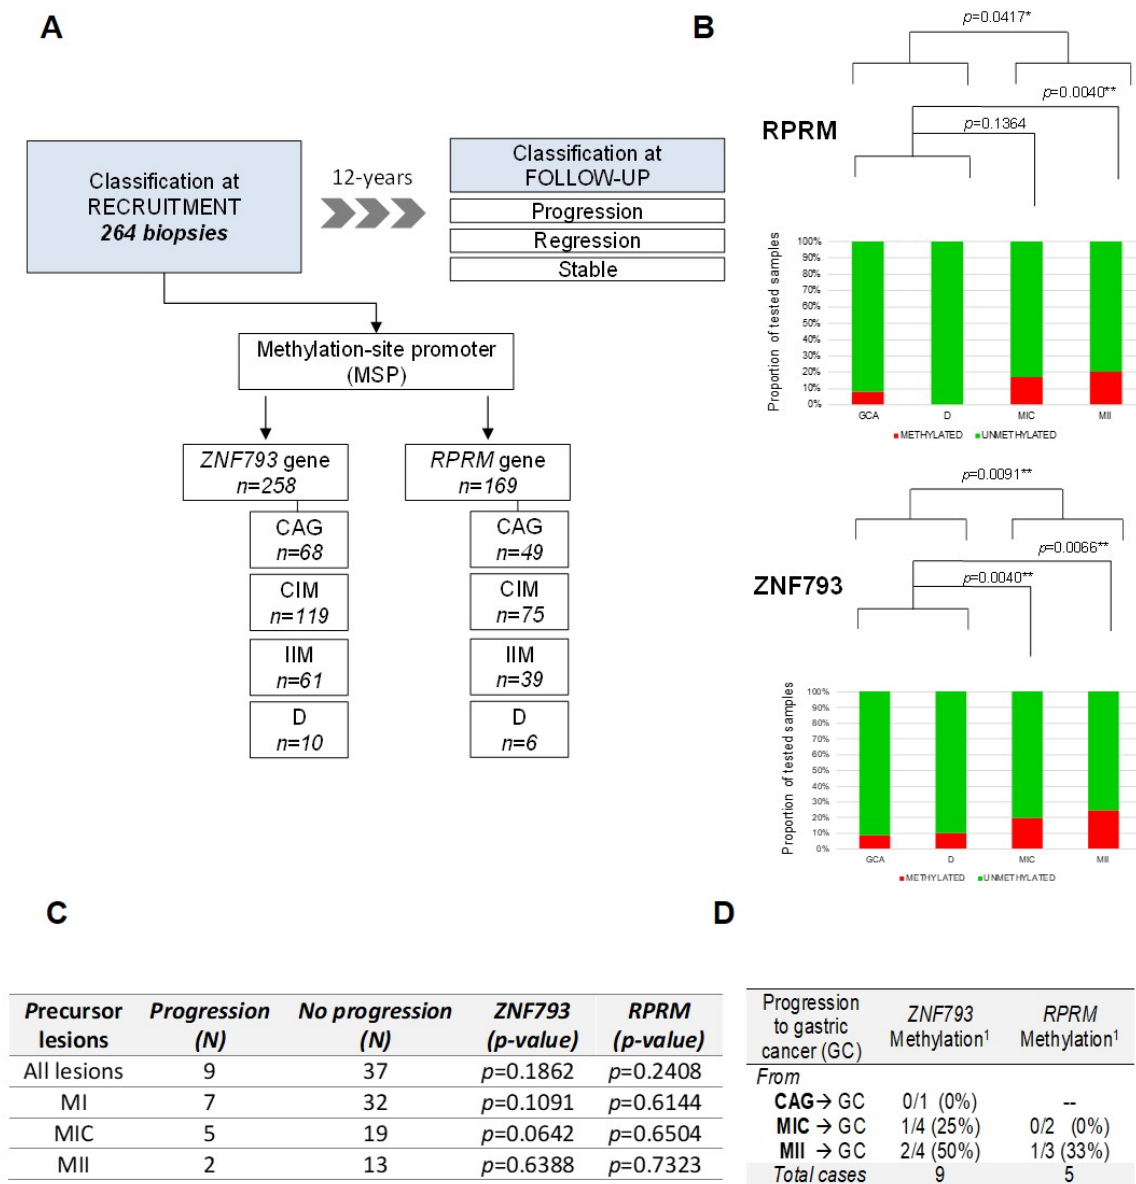 A
Classification at
RECRUITMENT
264 biopsies
12-years
Classification at
FOLLOW-UP
Progression
Regression
Stable
Methylation-site promoter
(MSP)
ZNF793 gene
n=258
CAG
n=68
CIM
n=119
IIM
n=61
D
n=10
RPRM gene
n=169
CAG
n=49
CIM
n=75
IIM
n=39
D
n=6
B
p=0.0417*
p=0.0040**
p=0.1364
RPRM
Proportion of tested samples
100%
90%
80%
70%
60%
50%
40%
30%
20%
10%
0%
GCA D MIC MII
METHYLATED UNMETHYLATED
p=0.0091**
p=0.0066**
p=0.0040**
ZNF793
Proportion of tested samples
100%
90%
80%
70%
60%
50%
40%
30%
20%
10%
0%
GCA D MIC MII
METHYLATED UNMETHYLATED
C
Precursor lesions Progression (N) No progression (N) ZNF793 (p-value) RPRM (p-value)
All lesions 9 37 p=0.1862 p=0.2408
MI 7 32 p=0.1091 p=0.6144
MIC 5 19 p=0.0642 p=0.6504
MII 2 13 p=0.6388 p=0.7323
D
Progression to gastric cancer (GC) ZNF793 Methylation¹ RPRM Methylation¹
From
CAG → GC 0/1 (0%) --
MIC → GC 1/4 (25%) 0/2 (0%)
MII → GC 2/4 (50%) 1/3 (33%)
Total cases 9 5